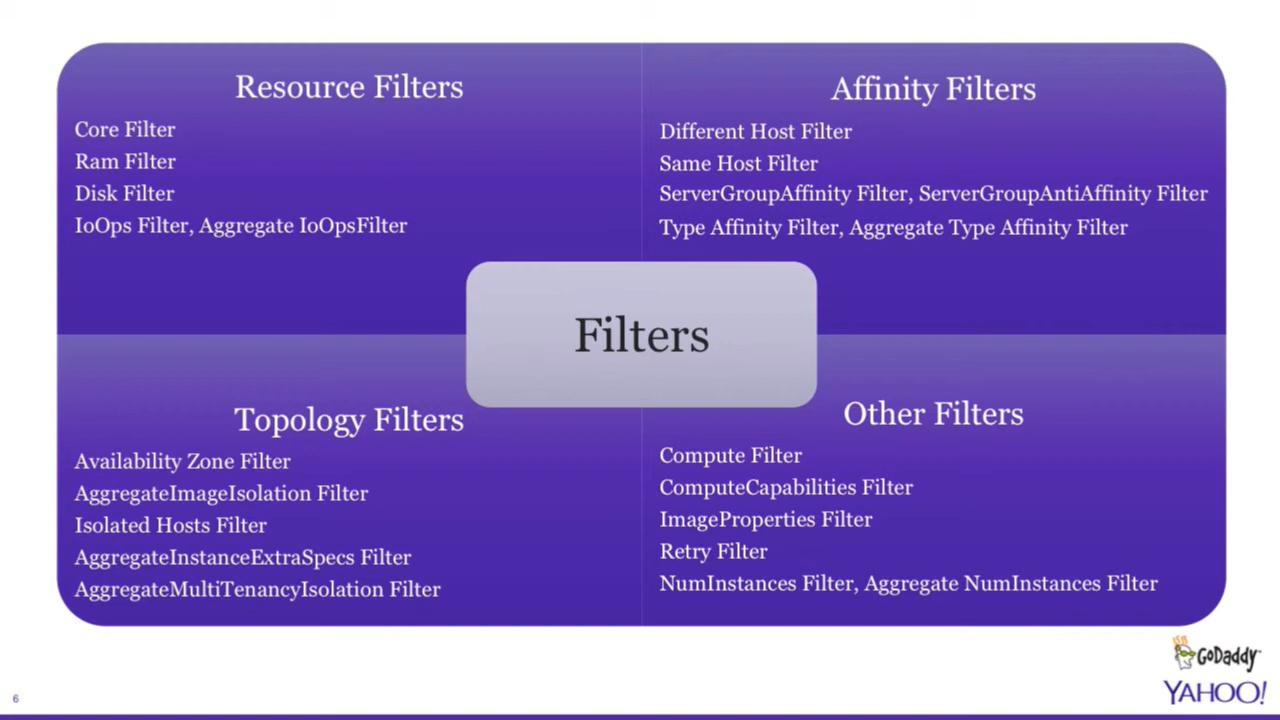 Resource Filters
Core Filter
Ram Filter
Disk Filter
IoOps Filter, Aggregate IoOpsFilter
Affinity Filters
Different Host Filter
Same Host Filter
ServerGroupAffinity Filter, ServerGroupAntiAffinity Filter
Type Affinity Filter, Aggregate Type Affinity Filter
Filters
Topology Filters
Availability Zone Filter
AggregateImageIsolation Filter
Isolated Hosts Filter
AggregateInstanceExtraSpecs Filter
AggregateMultiTenancyIsolation Filter
Other Filters
Compute Filter
ComputeCapabilities Filter
ImageProperties Filter
Retry Filter
NumInstances Filter, Aggregate NumInstances Filter
GoDaddy
YAHOO!
6